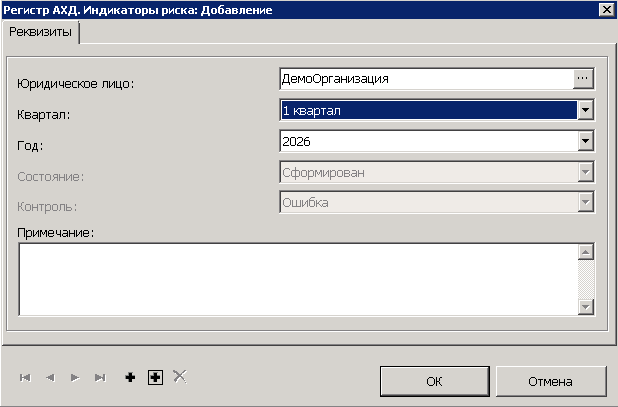 Регистр АХД. Индикаторы риска: Добавление
Реквизиты
Юридическое лицо: ДемоОрганизация ...
Квартал: 1 квартал
Год: 2026
Состояние: Сформирован
Контроль: Ошибка
Примечание:
ОК Отмена